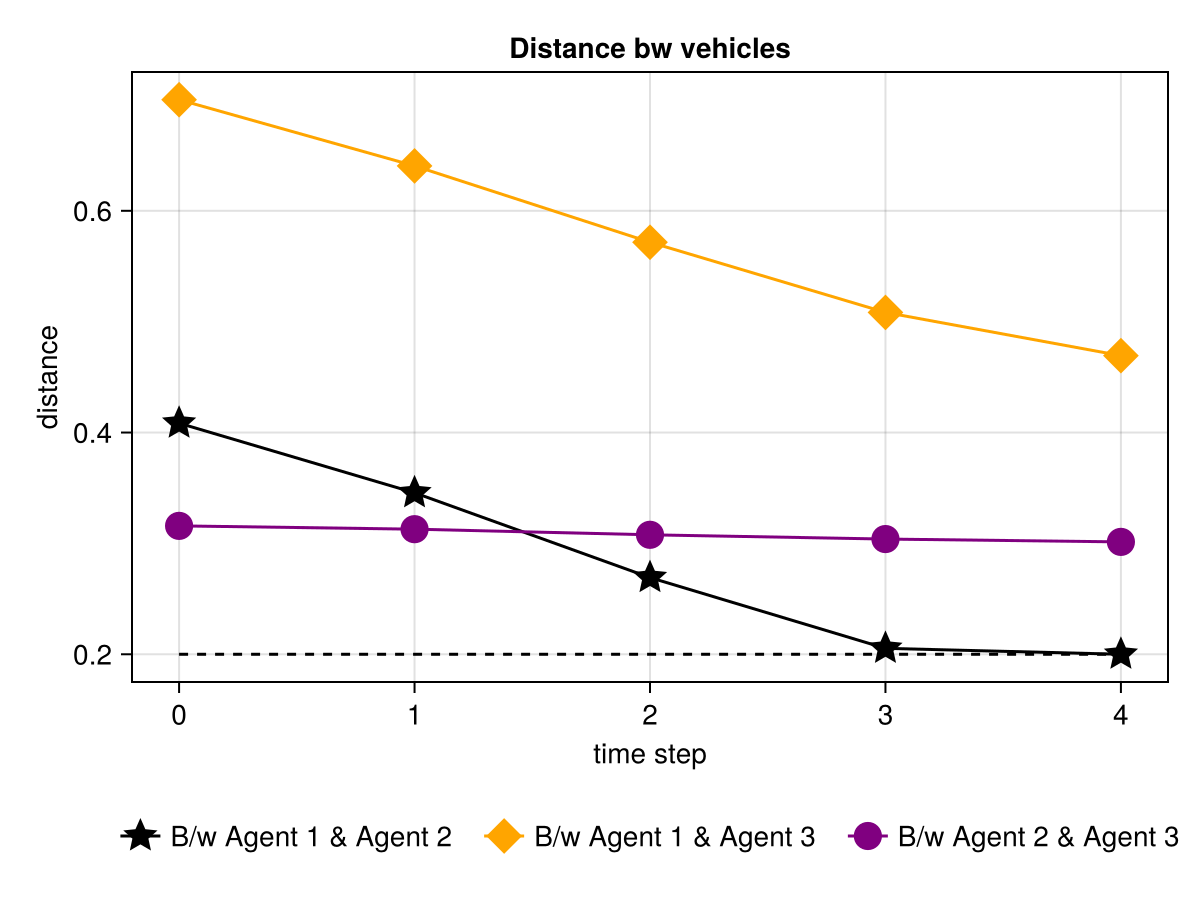 Distance bw vehicles
distance
0.6
0.4
0.2
0 1 2 3 4
time step
B/w Agent 1 & Agent 2 B/w Agent 1 & Agent 3 B/w Agent 2 & Agent 3